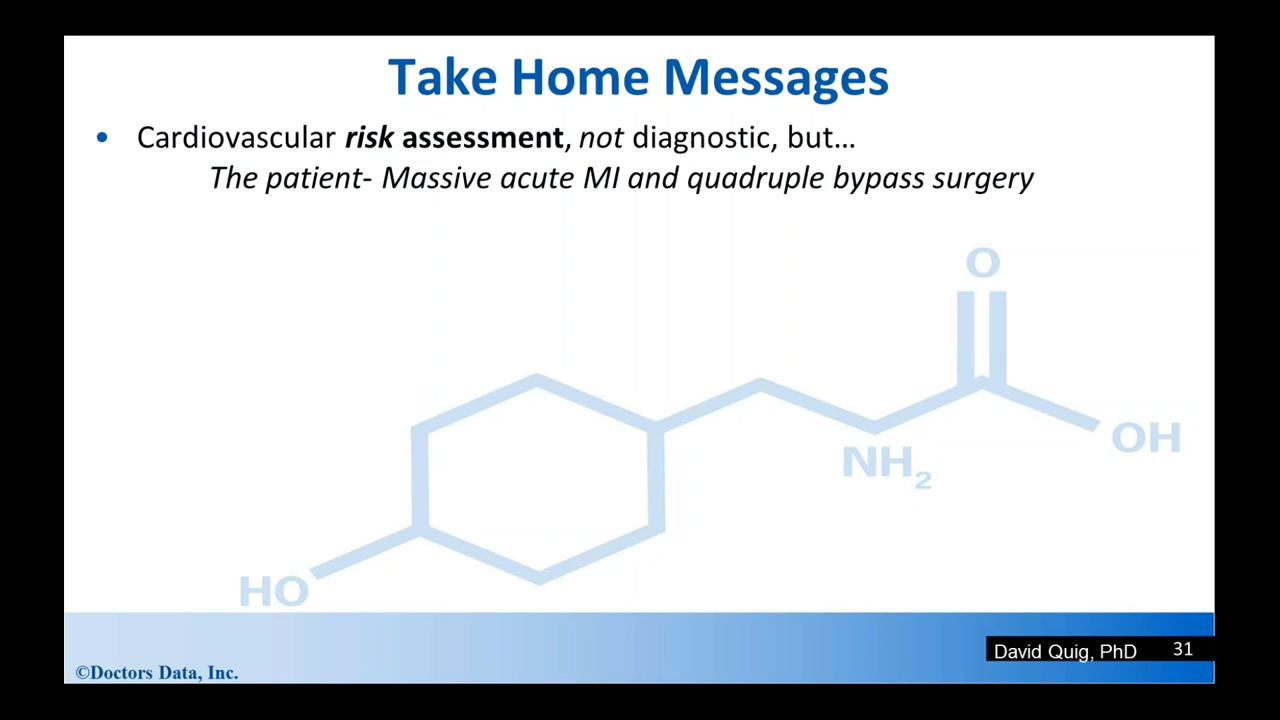 Take Home Messages
• Cardiovascular risk assessment, not diagnostic, but…
The patient- Massive acute MI and quadruple bypass surgery
O
OH
NH₂
HO
David Quig, PhD 31
©Doctors Data, Inc.